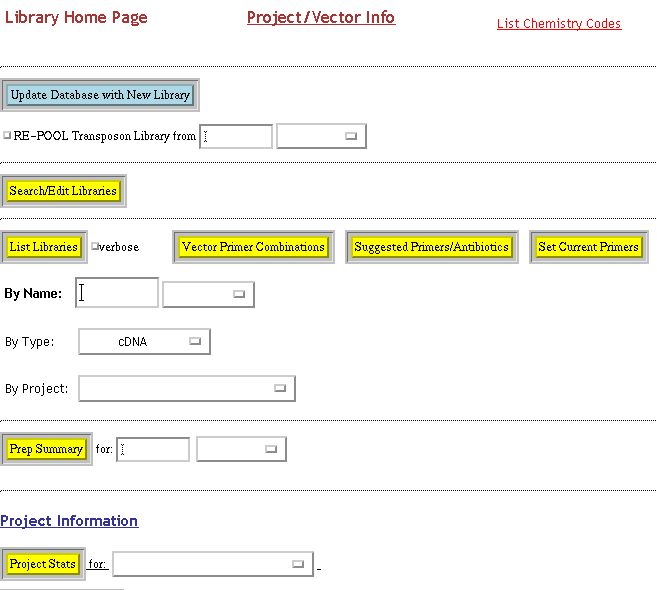 Library Home Page Project/Vector Info List Chemistry Codes
Update Database with New Library
RE-POOL Transposon Library from
Search/Edit Libraries
List Libraries verbose Vector Primer Combinations Suggested Primers/Antibiotics Set Current Primers
By Name:
By Type: cDNA
By Project:
Prep Summary for:
Project Information
Project Stats for: